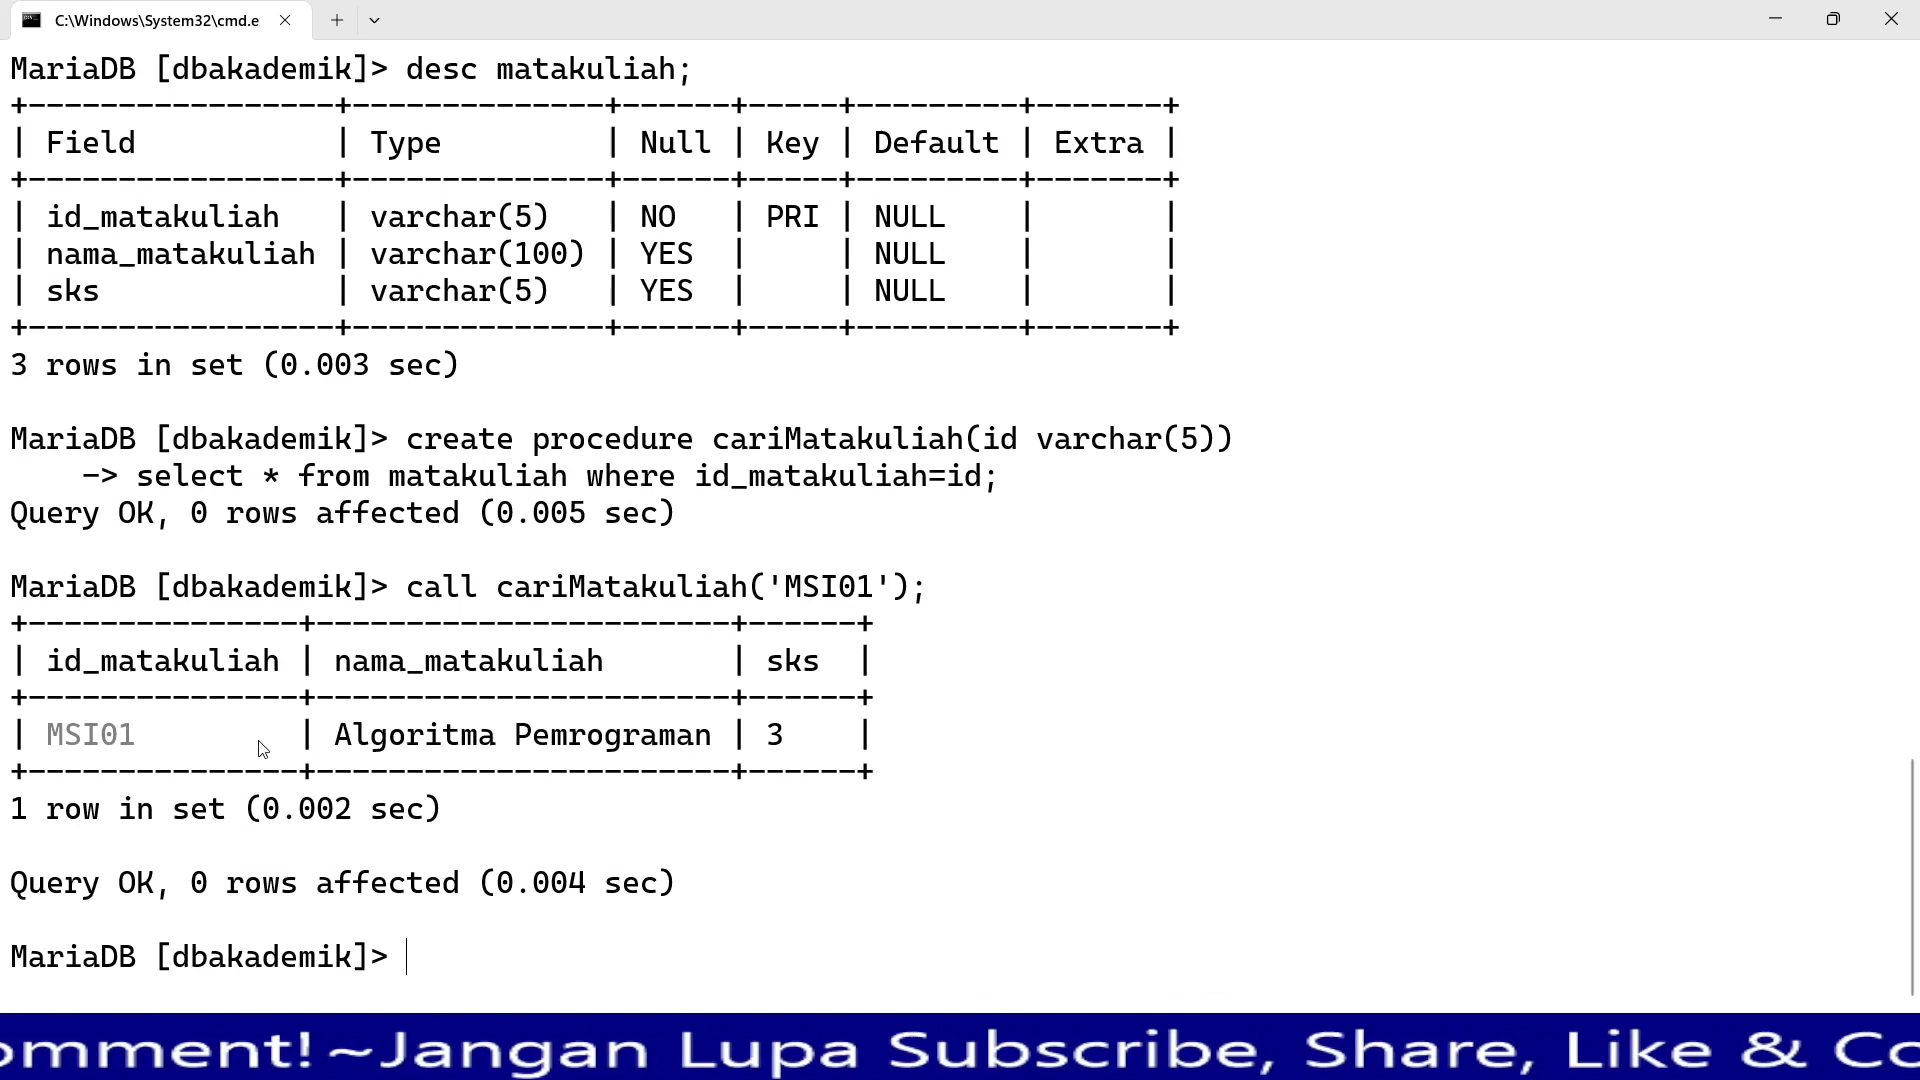 C:\Windows\System32\cmd.e
MariaDB [dbakademik]> desc matakuliah;
+-----------------+--------------+------+-----+---------+-------+
| Field           | Type         | Null | Key | Default | Extra |
+-----------------+--------------+------+-----+---------+-------+
| id_matakuliah   | varchar(5)   | NO   | PRI | NULL    |       |
| nama_matakuliah | varchar(100) | YES  |     | NULL    |       |
| sks             | varchar(5)   | YES  |     | NULL    |       |
+-----------------+--------------+------+-----+---------+-------+
3 rows in set (0.003 sec)
MariaDB [dbakademik]> create procedure cariMatakuliah(id varchar(5))
    -> select * from matakuliah where id_matakuliah=id;
Query OK, 0 rows affected (0.005 sec)
MariaDB [dbakademik]> call cariMatakuliah('MSI01');
+---------------+-----------------------+------+
| id_matakuliah | nama_matakuliah       | sks  |
+---------------+-----------------------+------+
| MSI01         | Algoritma Pemrograman | 3    |
+---------------+-----------------------+------+
1 row in set (0.002 sec)
Query OK, 0 rows affected (0.004 sec)
MariaDB [dbakademik]>
omment!~Jangan Lupa Subscribe, Share, Like & Co